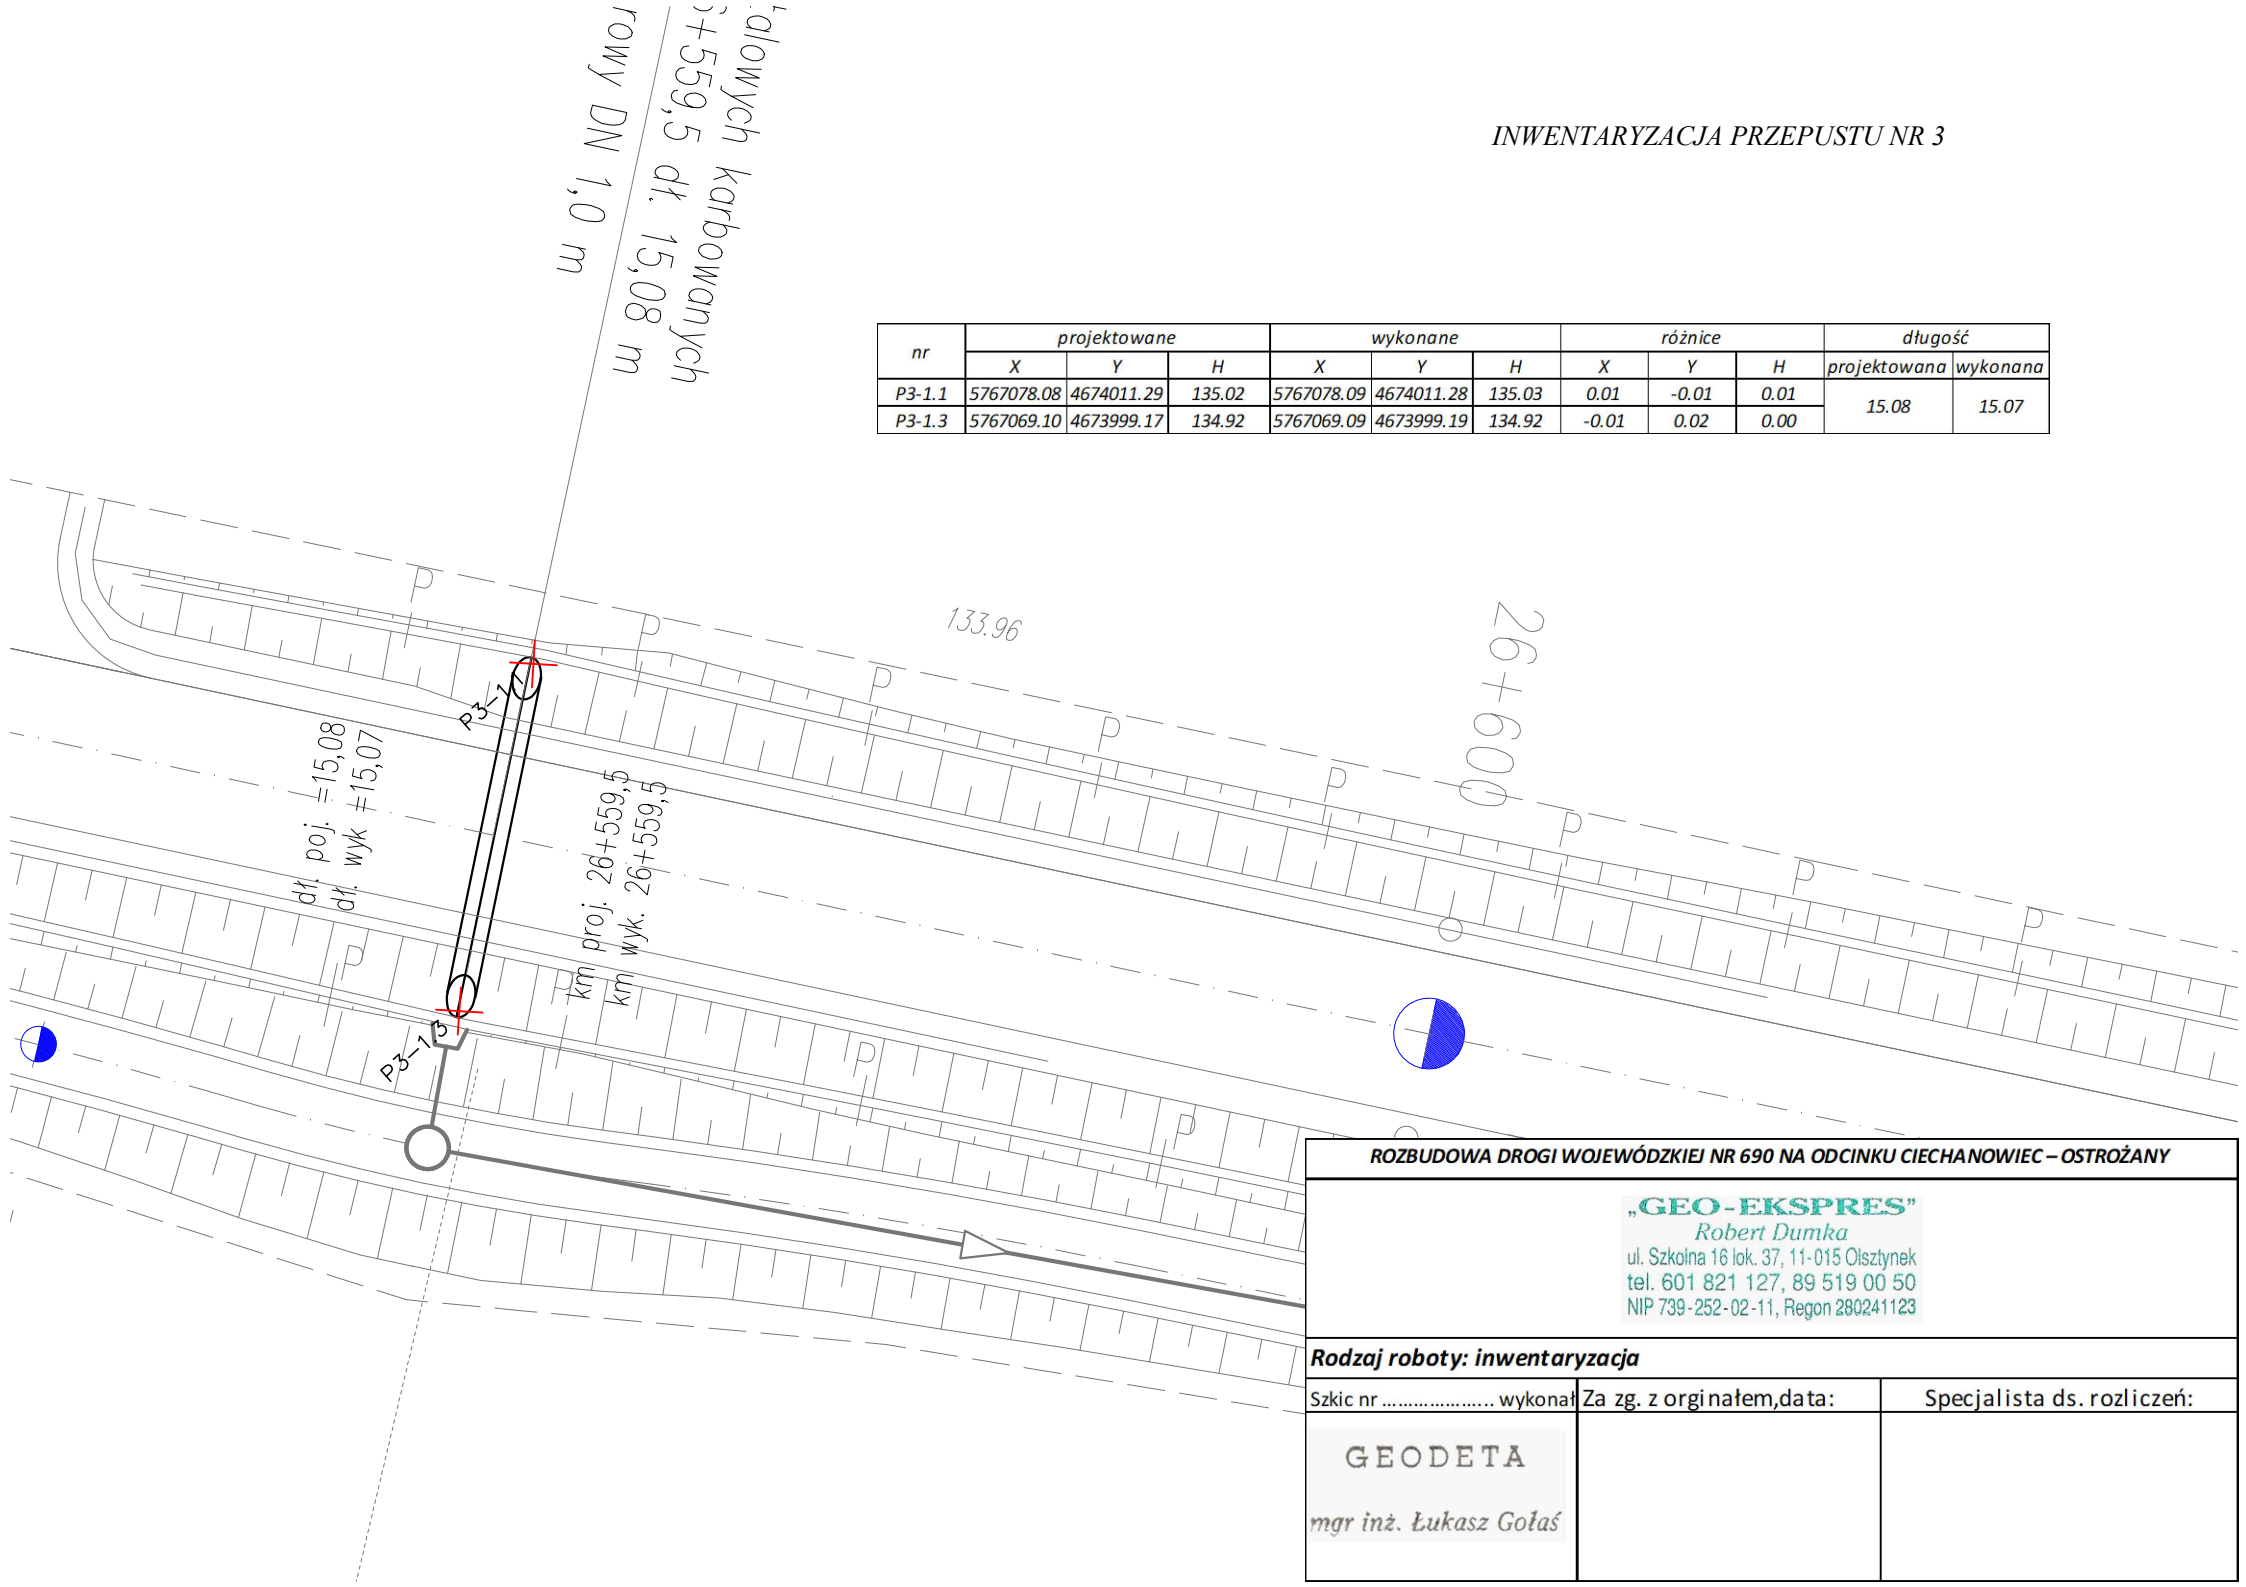 INWENTARYZACJA PRZEPUSTU NR 3
karbowanych
559,5 dł. 15,08 m
DN 1,0 m
nr projektowane wykonane różnice długość
X Y H X Y H X Y H projektowana wykonana
P3-1.1 5767078.08 4674011.29 135.02 5767078.09 4674011.28 135.03 0.01 -0.01 0.01 15.08 15.07
P3-1.3 5767069.10 4673999.17 134.92 5767069.09 4673999.19 134.92 -0.01 0.02 0.00
133.96
26+600
P P P P P P P P
P3-1.1
dł. poj. =15,08
dł. wyk =15,07
km proj. 26+559,5
km wyk. 26+559,5
P P P P
P3-1.3
ROZBUDOWA DROGI WOJEWÓDZKIEJ NR 690 NA ODCINKU CIECHANOWIEC – OSTROŻANY
„GEO-EKSPRES”
Robert Dumka
ul. Szkolna 16 lok. 37, 11-015 Olsztynek
tel. 601 821 127, 89 519 00 50
NIP 739-252-02-11, Regon 280241123
Rodzaj roboty: inwentaryzacja
Szkic nr ..................... wykonał Za zg. z orginałem,data: Specjalista ds. rozliczeń:
GEODETA
mgr inż. Łukasz Gołaś